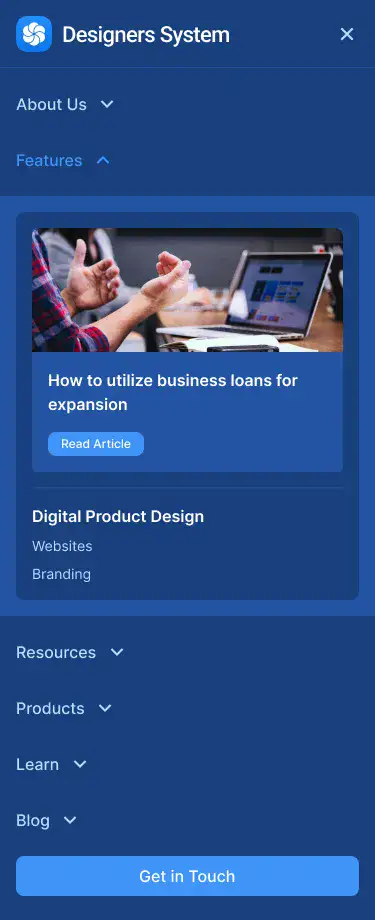 Designers System
About Us
Features
How to utilize business loans for
expansion
Read Article
Digital Product Design
Websites
Branding
Resources
Products
Learn
Blog
Get in Touch